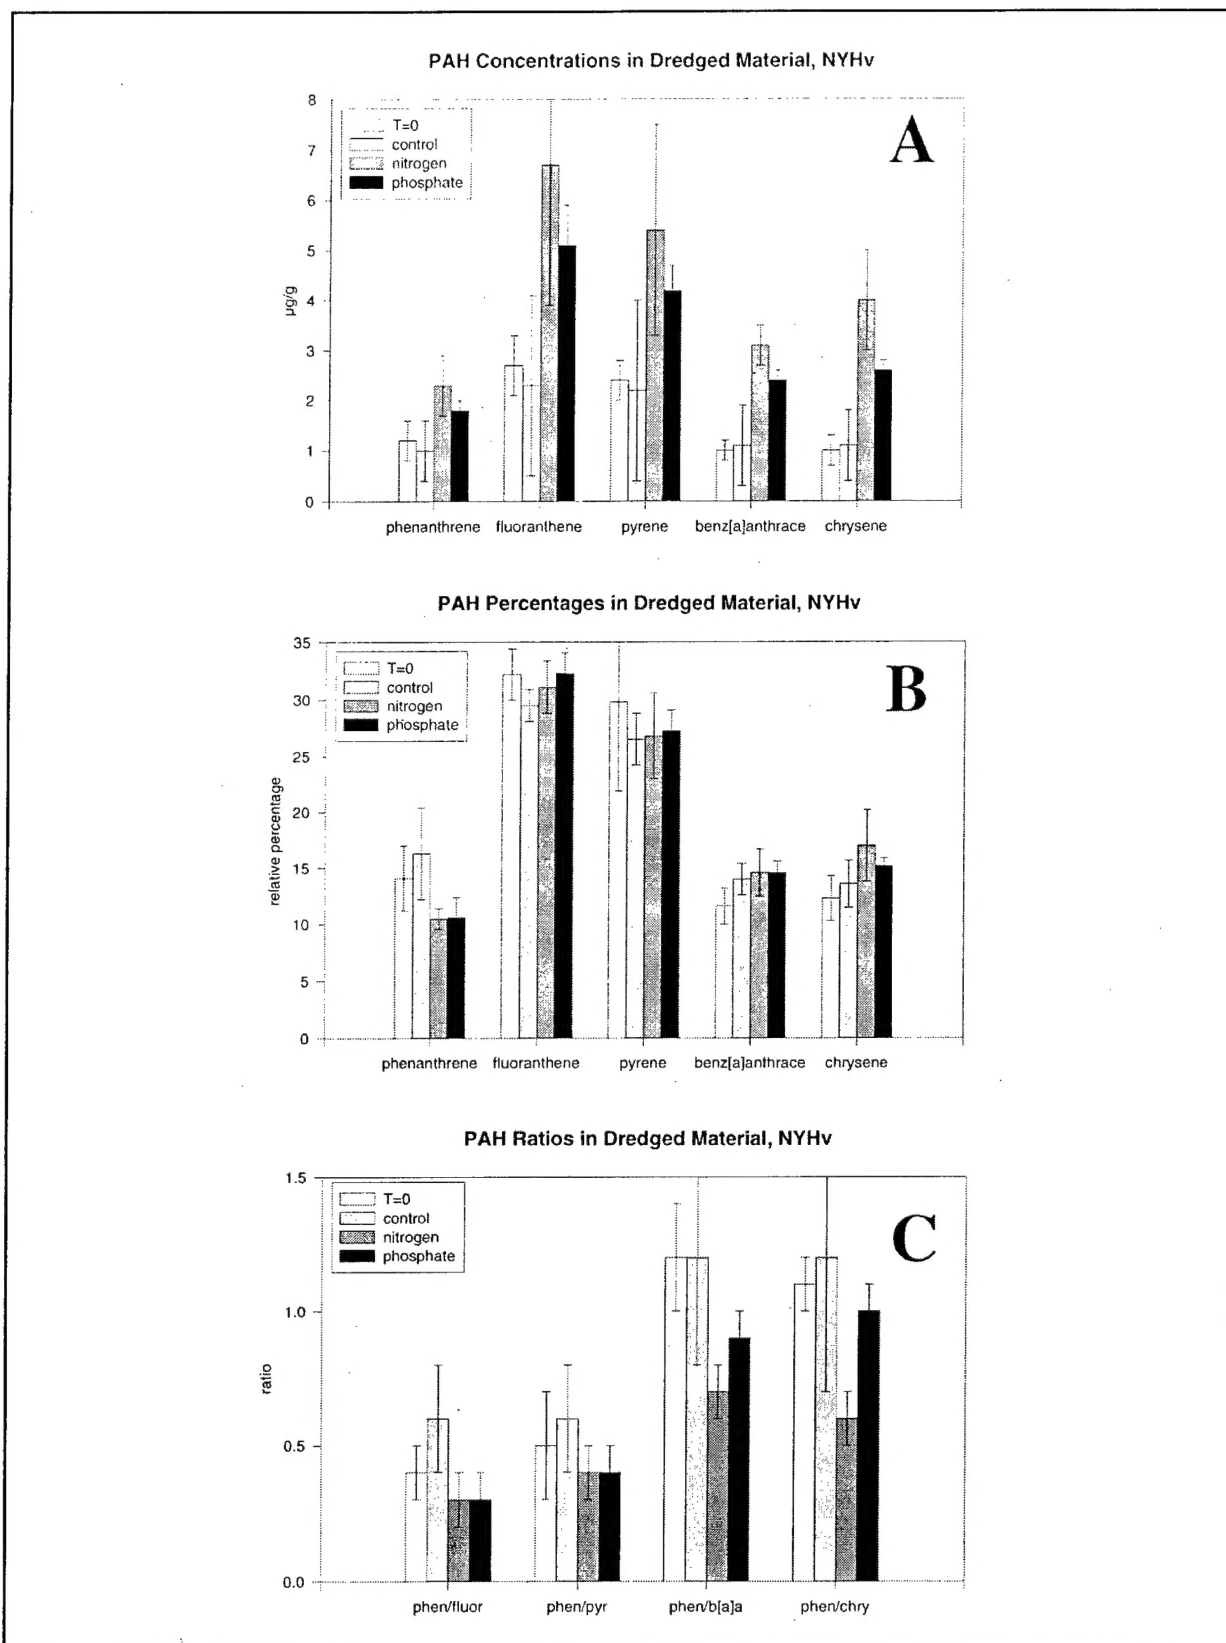 PAH Concentrations in Dredged Material, NYHv
A
8
7
6
5
4
3
2
1
0
µg/g
T=0
control
nitrogen
phosphate
phenanthrene fluoranthene pyrene benz[a]anthrace chrysene
PAH Percentages in Dredged Material, NYHv
B
35
30
25
20
15
10
5
0
relative percentage
T=0
control
nitrogen
phosphate
phenanthrene fluoranthene pyrene benz[a]anthrace chrysene
PAH Ratios in Dredged Material, NYHv
C
1.5
1.0
0.5
0.0
ratio
T=0
control
nitrogen
phosphate
phen/fluor phen/pyr phen/b[a]a phen/chry